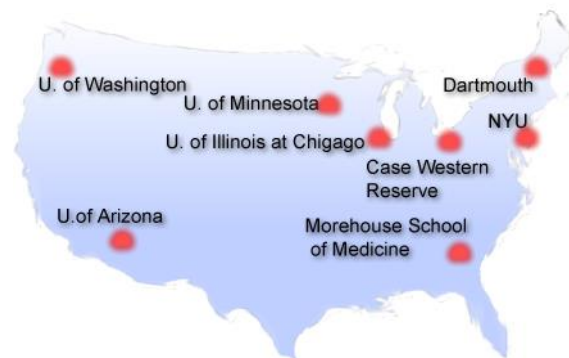 U. of Washington
Dartmouth
U. of Minnesota
NYU
U. of Illinois at Chigago
Case Western
Reserve
U.of Arizona
Morehouse School
of Medicine